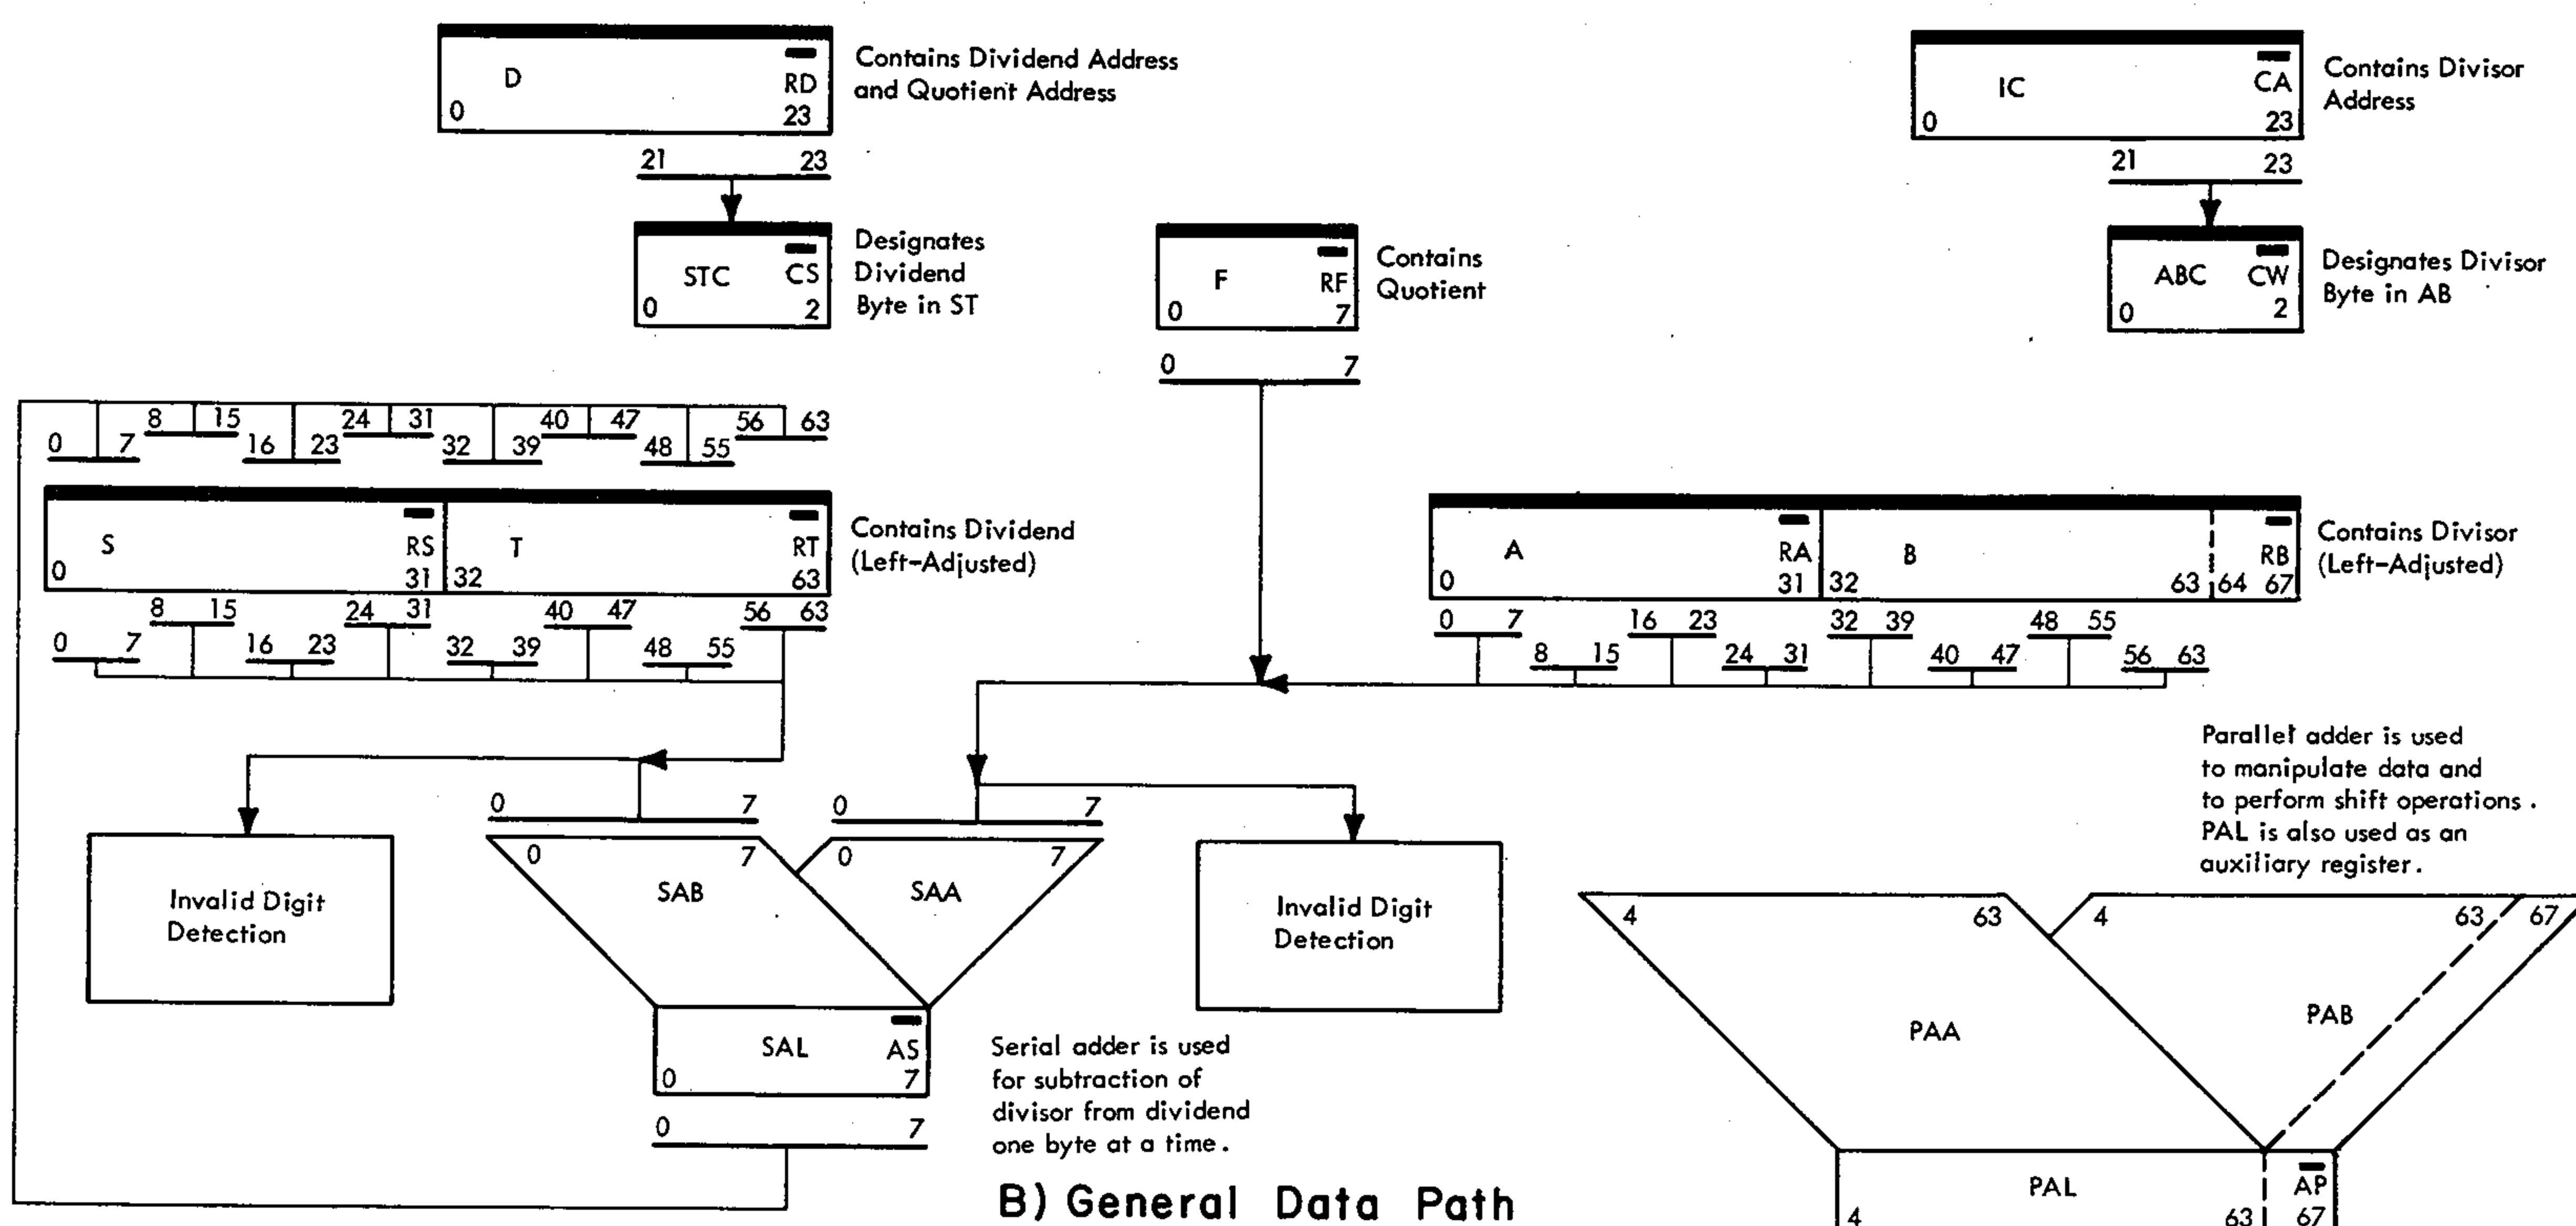 D
RD
0
23
Contains Dividend Address
and Quotient Address
IC
CA
0
23
Contains Divisor
Address
21 23
21 23
STC CS
0 2
Designates
Dividend
Byte in ST
F
RF
0 7
Contains
Quotient
ABC CW
0 2
Designates Divisor
Byte in AB
0 7
0 7 8 15 16 23 24 31 32 39 40 47 48 55 56 63
S RS
0 31
T RT
32 63
Contains Dividend
(Left-Adjusted)
A RA
0 31
B RB
32 63 64 67
Contains Divisor
(Left-Adjusted)
0 7 8 15 16 23 24 31 32 39 40 47 48 55 56 63
0 7 8 15 16 23 24 31 32 39 40 47 48 55 56 63
Parallel adder is used
to manipulate data and
to perform shift operations.
PAL is also used as an
auxiliary register.
0 7
0 7
Invalid Digit
Detection
0 7
SAB
0 7
SAA
Invalid Digit
Detection
4 63
PAA
4 63 67
PAB
SAL AS
0 7
Serial adder is used
for subtraction of
divisor from dividend
one byte at a time.
0 7
PAL AP
4 63 67
B) General Data Path